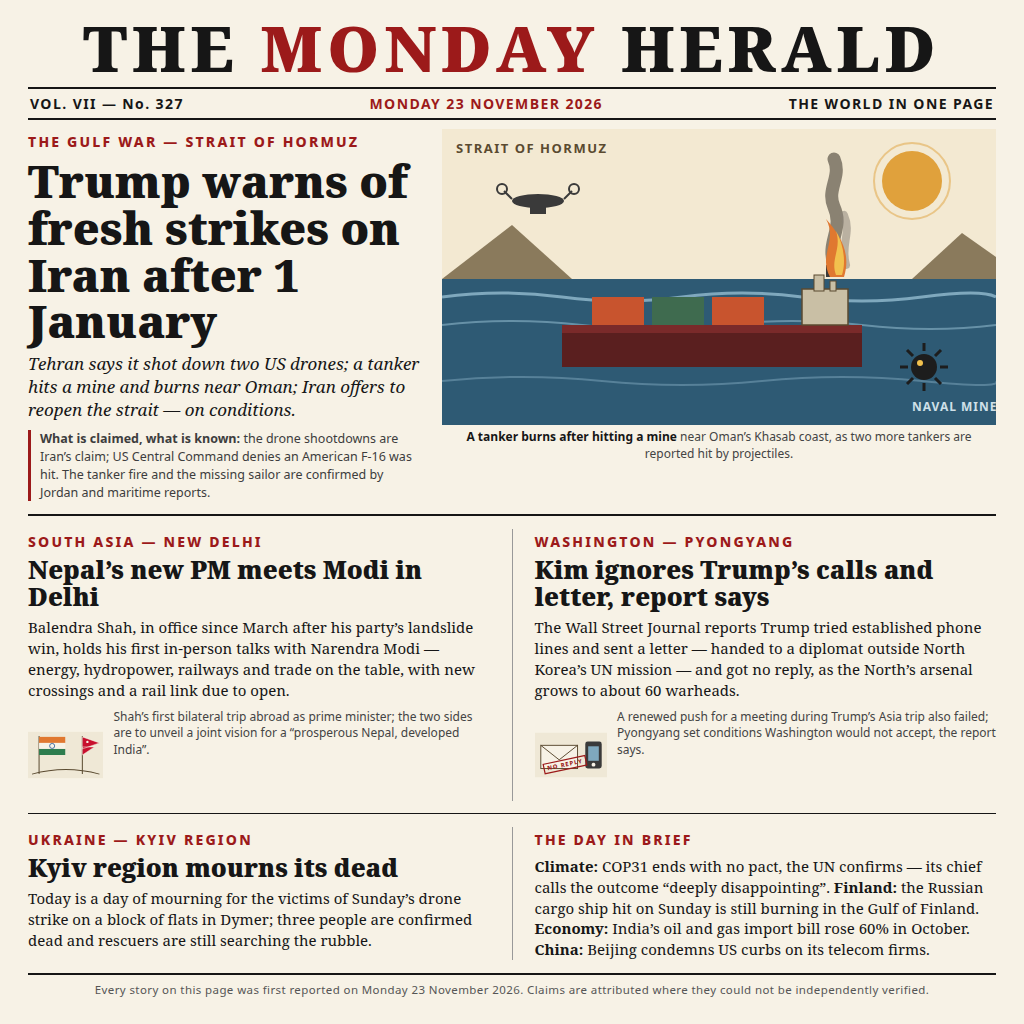 THE MONDAY HERALD
VOL. VII — No. 327
MONDAY 23 NOVEMBER 2026
THE WORLD IN ONE PAGE
THE GULF WAR — STRAIT OF HORMUZ
Trump warns of
fresh strikes on
Iran after 1
January
Tehran says it shot down two US drones; a tanker
hits a mine and burns near Oman; Iran offers to
reopen the strait — on conditions.
What is claimed, what is known: the drone shootdowns are
Iran’s claim; US Central Command denies an American F-16 was
hit. The tanker fire and the missing sailor are confirmed by
Jordan and maritime reports.
STRAIT OF HORMUZ
NAVAL MINE
A tanker burns after hitting a mine near Oman’s Khasab coast, as two more tankers are
reported hit by projectiles.
SOUTH ASIA — NEW DELHI
Nepal’s new PM meets Modi in
Delhi
Balendra Shah, in office since March after his party’s landslide
win, holds his first in-person talks with Narendra Modi —
energy, hydropower, railways and trade on the table, with new
crossings and a rail link due to open.
Shah’s first bilateral trip abroad as prime minister; the two sides
are to unveil a joint vision for a “prosperous Nepal, developed
India”.
WASHINGTON — PYONGYANG
Kim ignores Trump’s calls and
letter, report says
The Wall Street Journal reports Trump tried established phone
lines and sent a letter — handed to a diplomat outside North
Korea’s UN mission — and got no reply, as the North’s arsenal
grows to about 60 warheads.
NO REPLY
A renewed push for a meeting during Trump’s Asia trip also failed;
Pyongyang set conditions Washington would not accept, the report
says.
UKRAINE — KYIV REGION
Kyiv region mourns its dead
Today is a day of mourning for the victims of Sunday’s drone
strike on a block of flats in Dymer; three people are confirmed
dead and rescuers are still searching the rubble.
THE DAY IN BRIEF
Climate: COP31 ends with no pact, the UN confirms — its chief
calls the outcome “deeply disappointing”. Finland: the Russian
cargo ship hit on Sunday is still burning in the Gulf of Finland.
Economy: India’s oil and gas import bill rose 60% in October.
China: Beijing condemns US curbs on its telecom firms.
Every story on this page was first reported on Monday 23 November 2026. Claims are attributed where they could not be independently verified.